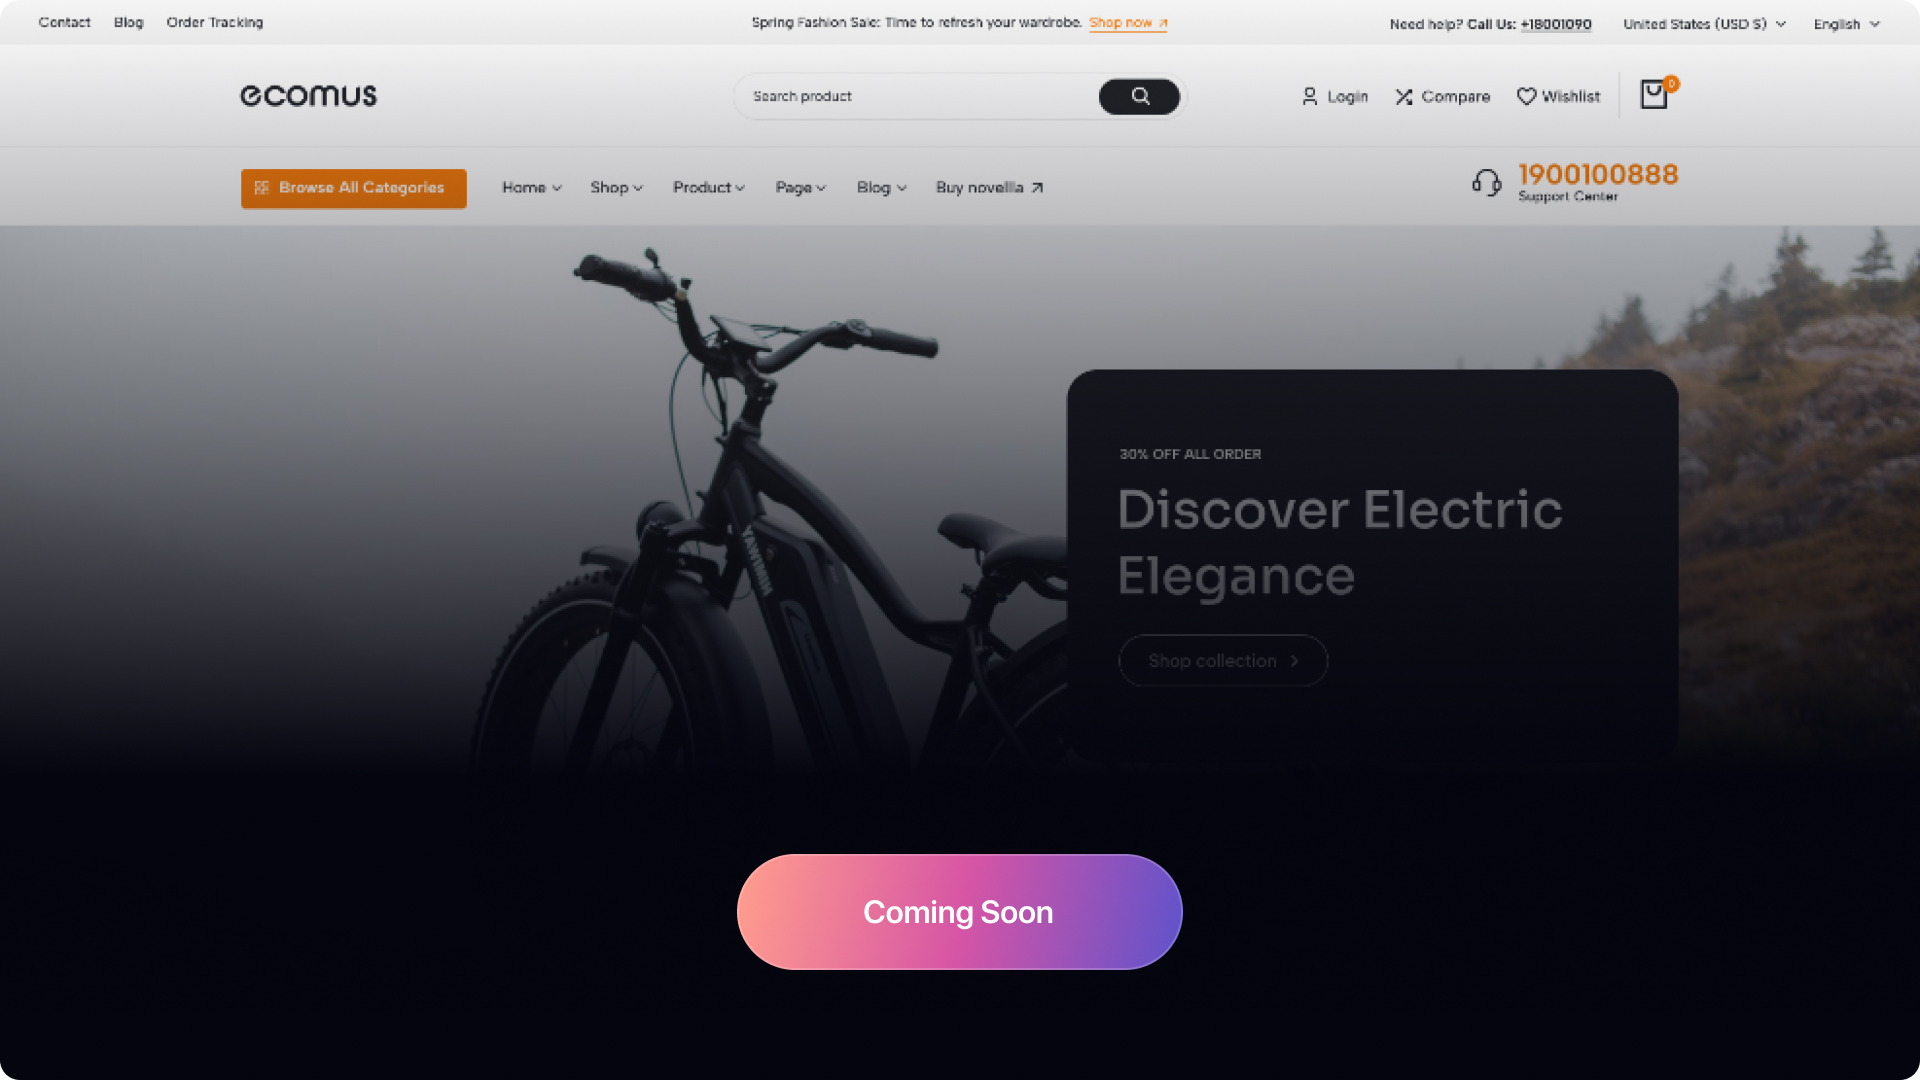 Contact Blog Order Tracking
Spring Fashion Sale: Time to refresh your wardrobe. Shop now
Need help? Call Us: +18001090
United States (USD $) English
ecomus
Search product
Login Compare Wishlist 0
Browse All Categories
Home Shop Product Page Blog Buy novellla
1900100888
Support Center
30% OFF ALL ORDER
Discover Electric
Elegance
Shop collection
HIMIWAY
Coming Soon